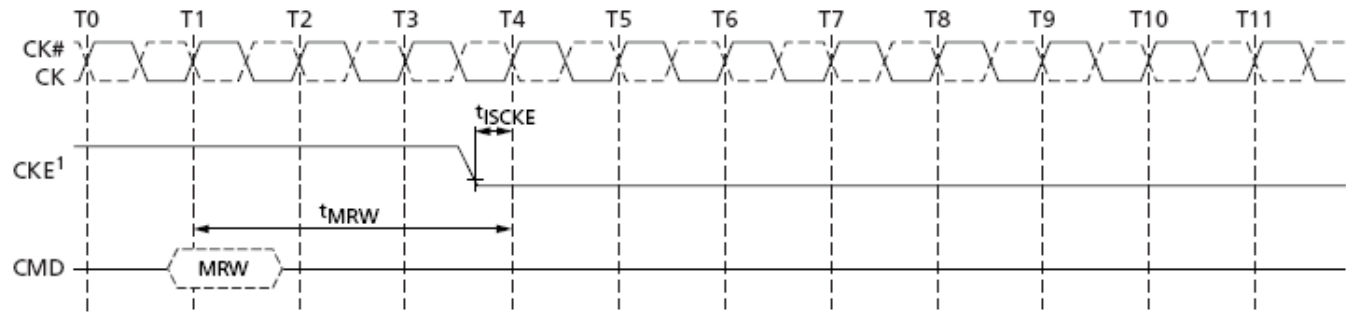 T0 T1 T2 T3 T4 T5 T6 T7 T8 T9 T10 T11
CK#
CK
tISCKE
CKE1
tMRW
CMD MRW